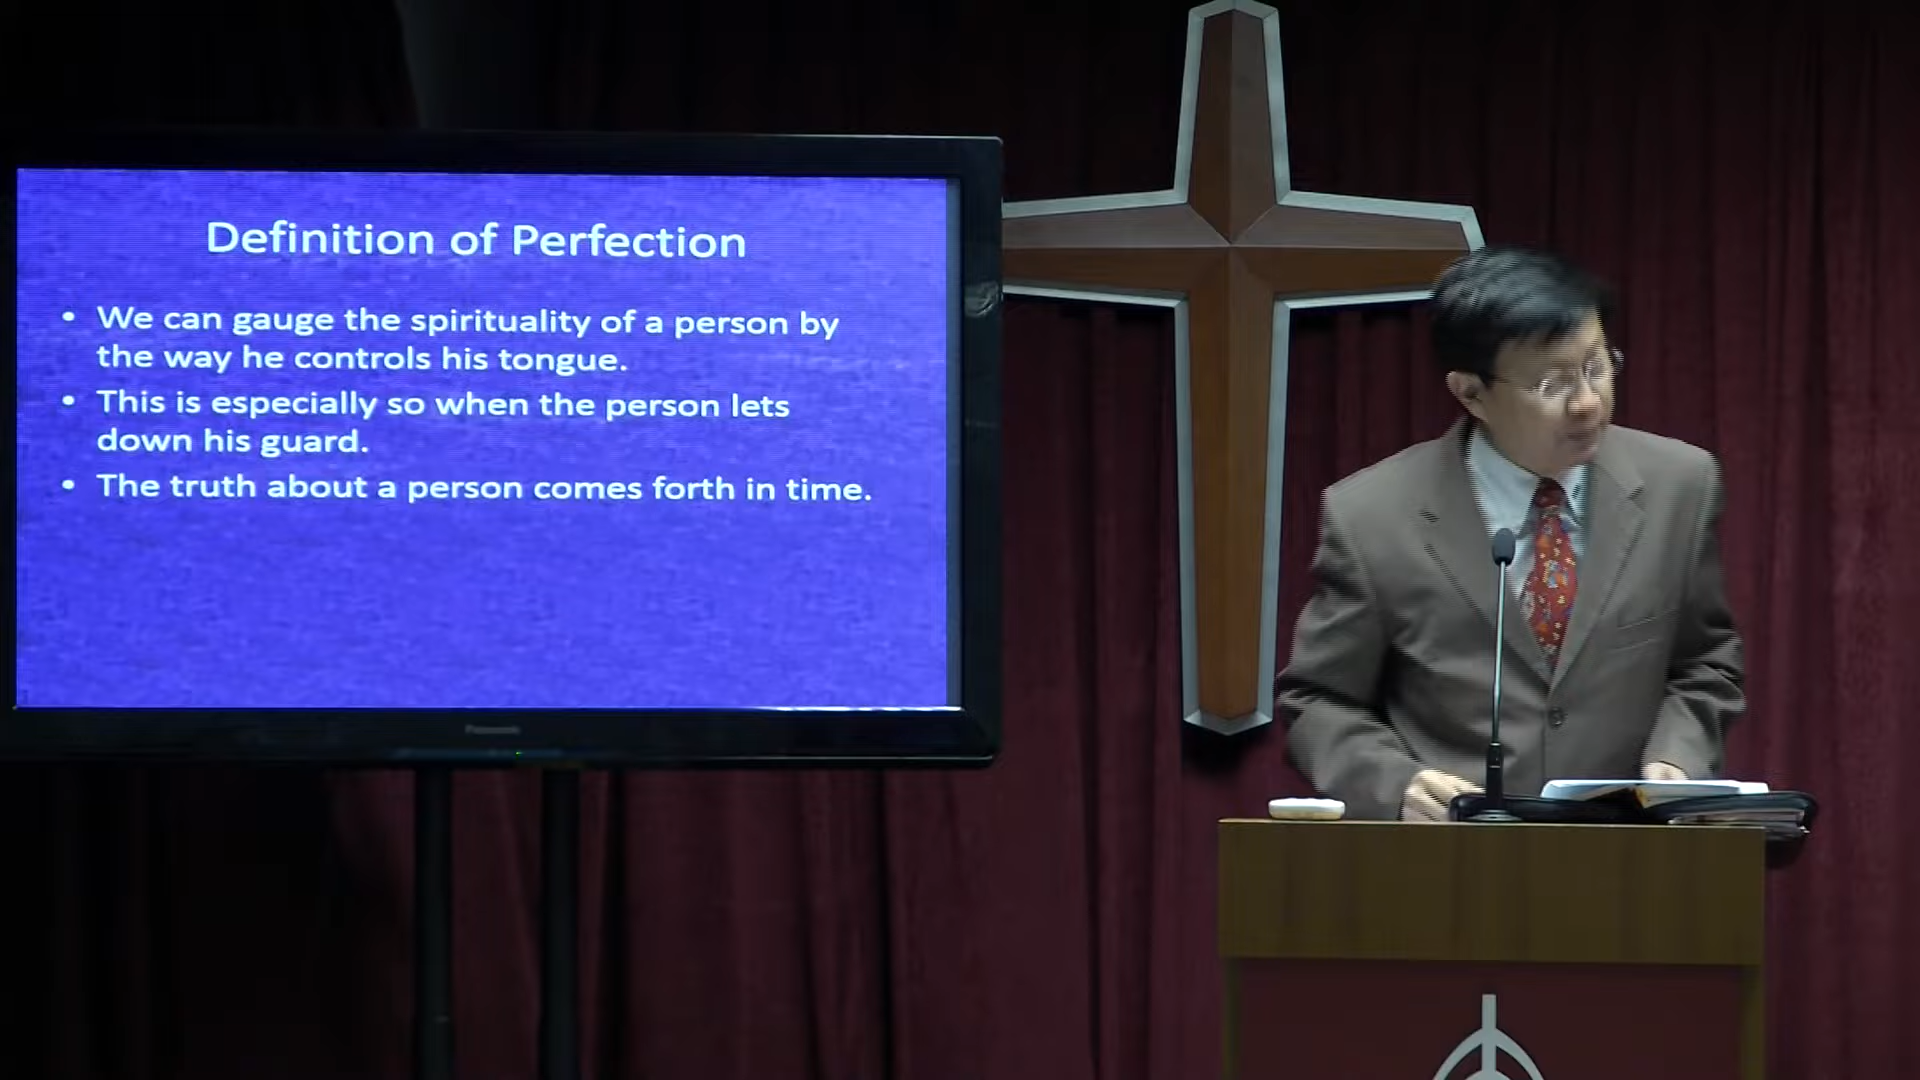 Definition of Perfection
• We can gauge the spirituality of a person by
the way he controls his tongue.
• This is especially so when the person lets
down his guard.
• The truth about a person comes forth in time.
Panasonic